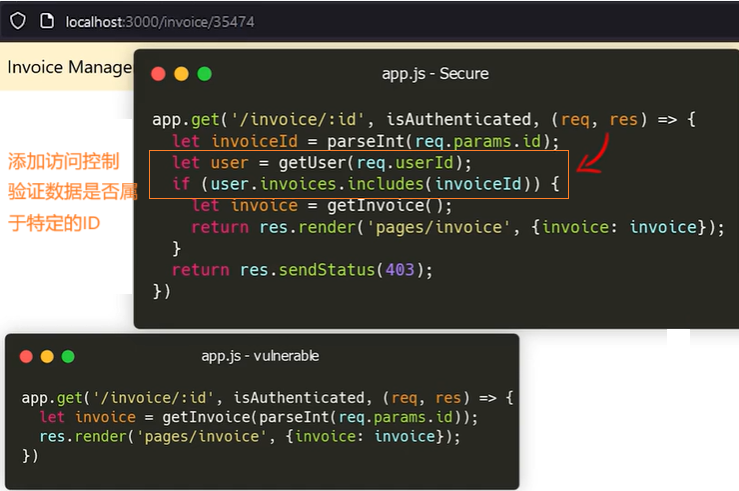 localhost:3000/invoice/35474
Invoice Manage
app.js - Secure
app.get('/invoice/:id', isAuthenticated, (req, res) => {
let invoiceId = parseInt(req.params.id);
let user = getUser(req.userId);
if (user.invoices.includes(invoiceId)) {
let invoice = getInvoice();
return res.render('pages/invoice', {invoice: invoice});
}
return res.sendStatus(403);
})
添加访问控制
验证数据是否属
于特定的ID
app.js - vulnerable
app.get('/invoice/:id', isAuthenticated, (req, res) => {
let invoice = getInvoice(parseInt(req.params.id));
res.render('pages/invoice', {invoice: invoice});
})